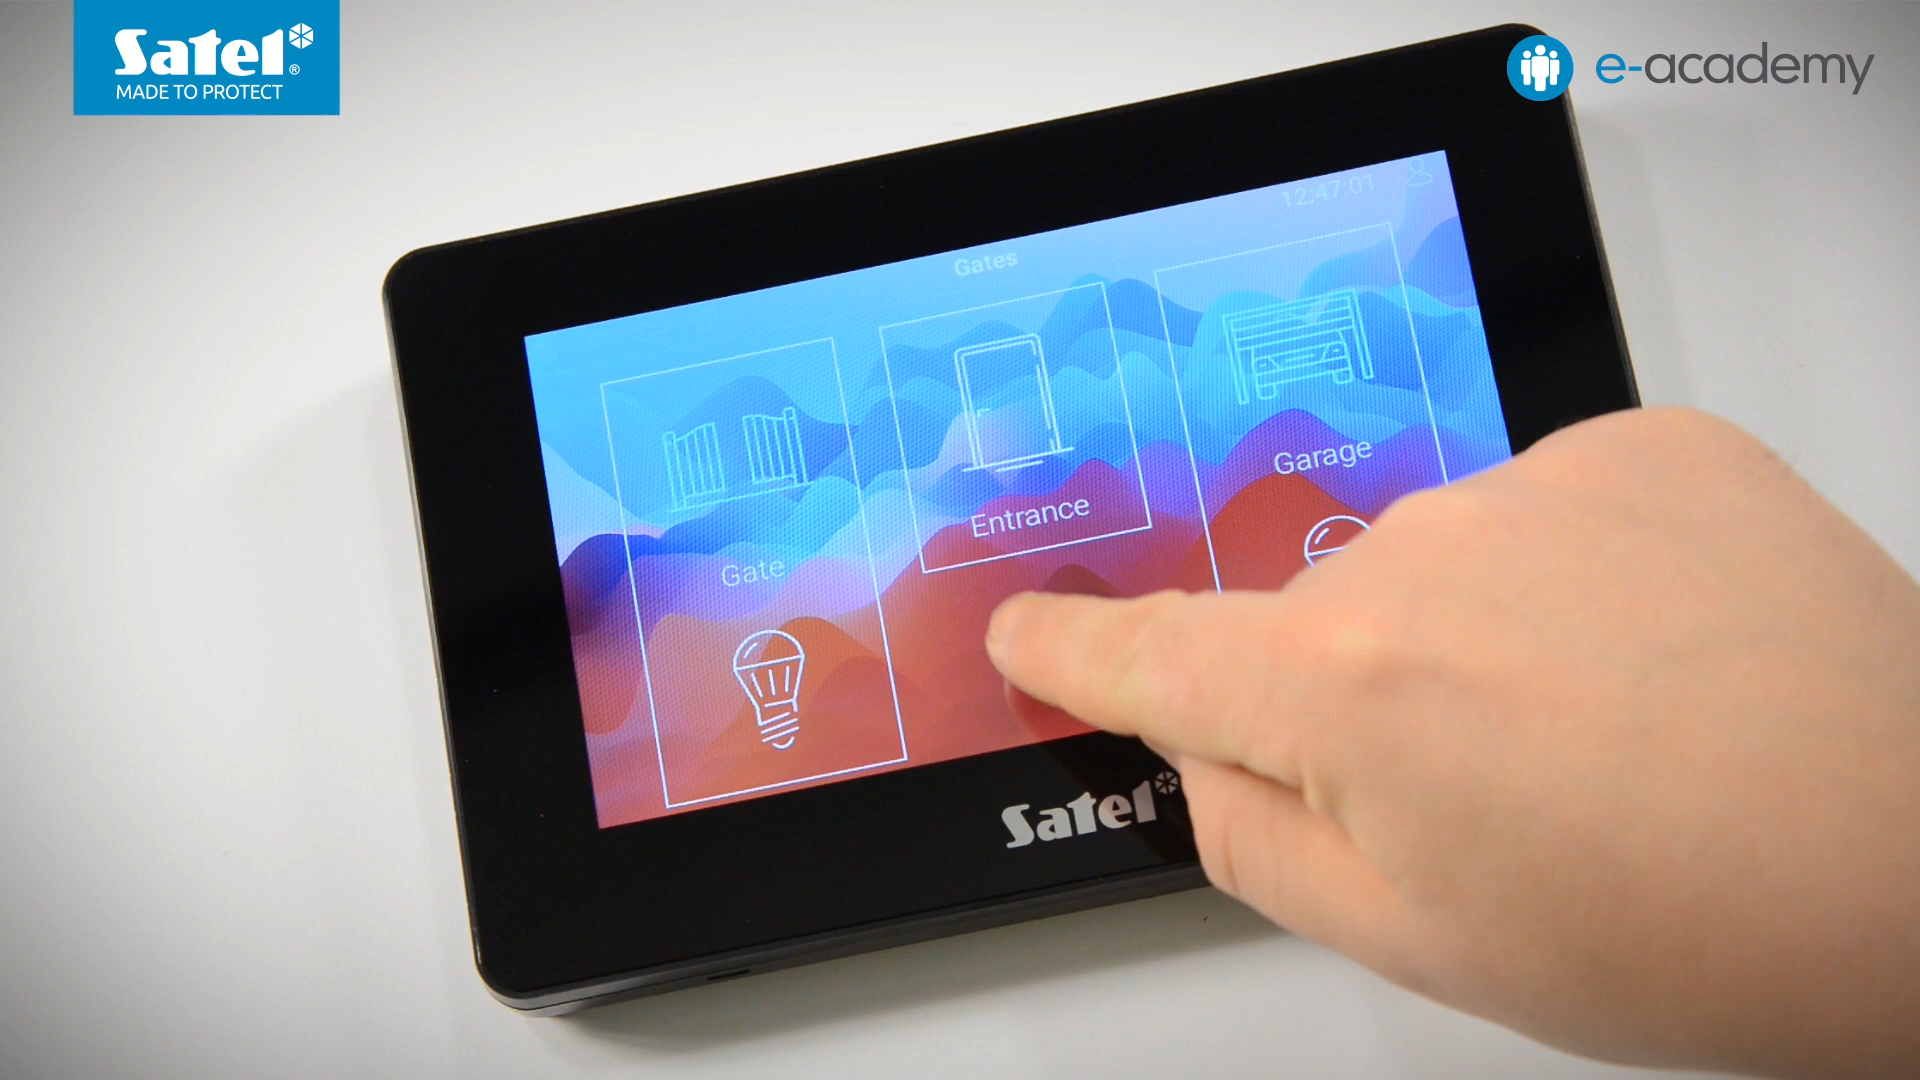 Satel®
MADE TO PROTECT
e-academy
12:47:01
Gates
Gate
Entrance
Garage
Satel